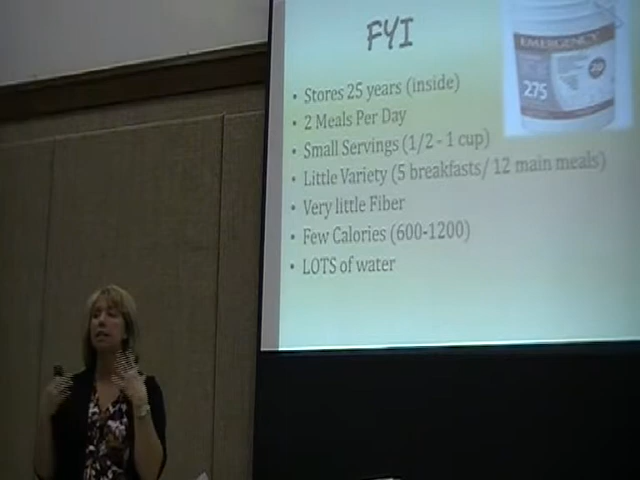 FYI
EMERGENCY
275
• Stores 25 years (inside)
• 2 Meals Per Day
• Small Servings (1/2 - 1 cup)
• Little Variety (5 breakfasts/ 12 main meals)
• Very little Fiber
• Few Calories (600-1200)
• LOTS of water